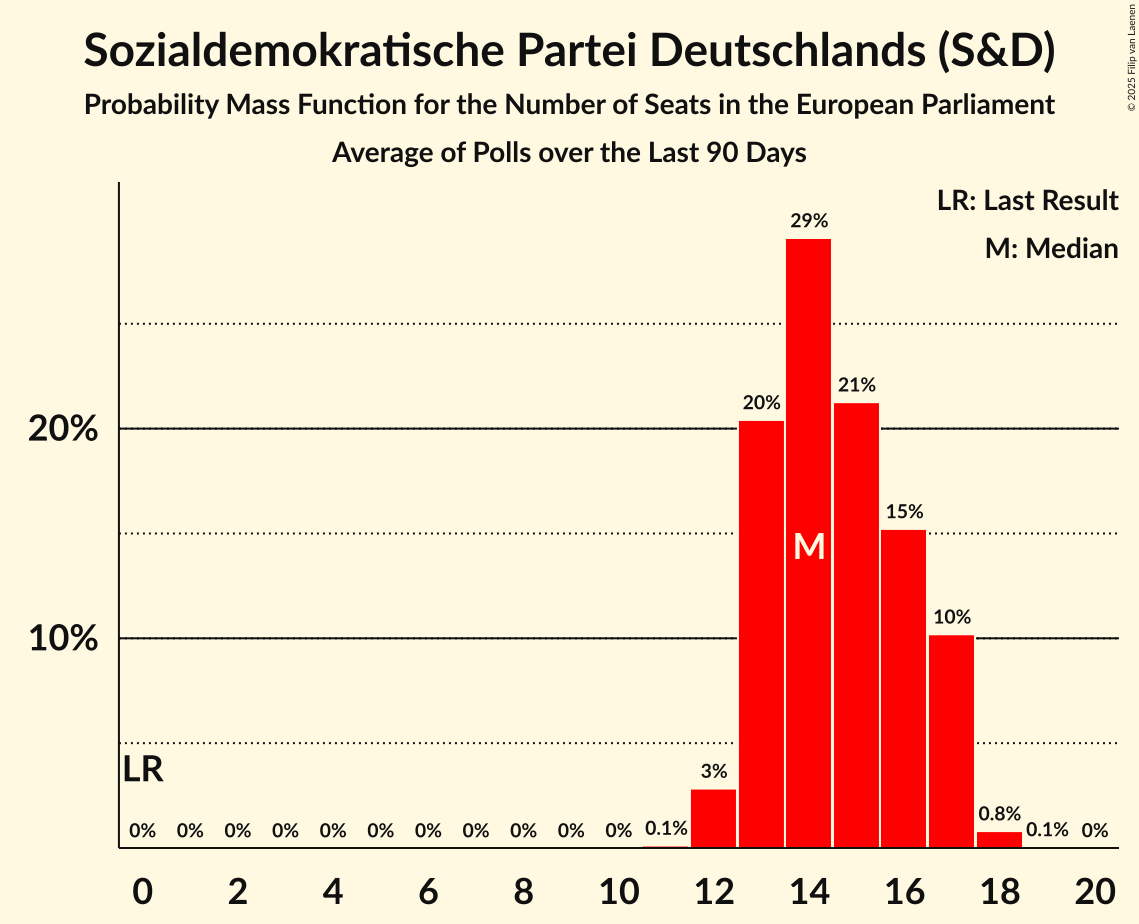 Sozialdemokratische Partei Deutschlands (S&D)
Probability Mass Function for the Number of Seats in the European Parliament
Average of Polls over the Last 90 Days
© 2025 Filip van Laenen
LR: Last Result
M: Median
29%
21%
20%
20%
15%
M
10%
10%
LR
3%
0% 0% 0% 0% 0% 0% 0% 0% 0% 0% 0% 0.1% 0.8% 0.1% 0%
0 2 4 6 8 10 12 14 16 18 20